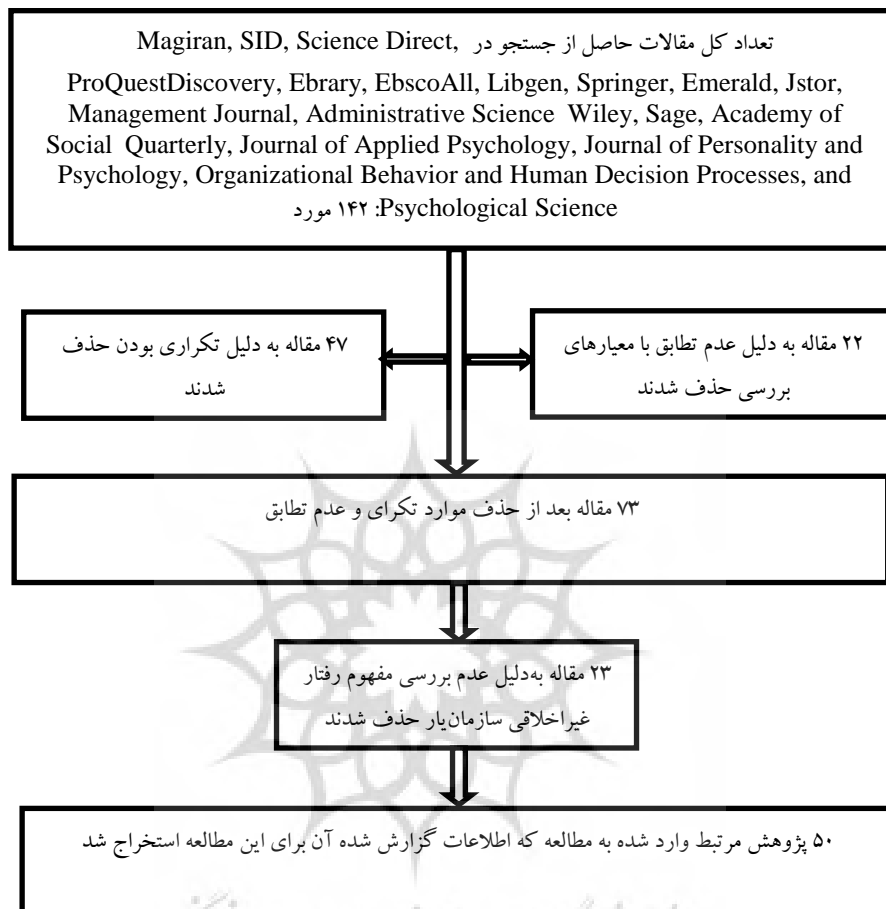 تعداد کل مقالات حاصل از جستجو در Magiran, SID, Science Direct,
ProQuestDiscovery, Ebrary, EbscoAll, Libgen, Springer, Emerald, Jstor,
Management Journal, Administrative Science Wiley, Sage, Academy of
Social Quarterly, Journal of Applied Psychology, Journal of Personality and
Psychology, Organizational Behavior and Human Decision Processes, and
Psychological Science: ۱۴۲ مورد
۲۲ مقاله به دلیل عدم تطابق با معیارهای
بررسی حذف شدند
۴۷ مقاله به دلیل تکراری بودن حذف
شدند
۷۳ مقاله بعد از حذف موارد تکرای و عدم تطابق
۲۳ مقاله به‌دلیل عدم بررسی مفهوم رفتار
غیراخلاقی سازمان‌یار حذف شدند
۵۰ پژوهش مرتبط وارد شده به مطالعه که اطلاعات گزارش شده آن برای این مطالعه استخراج شد